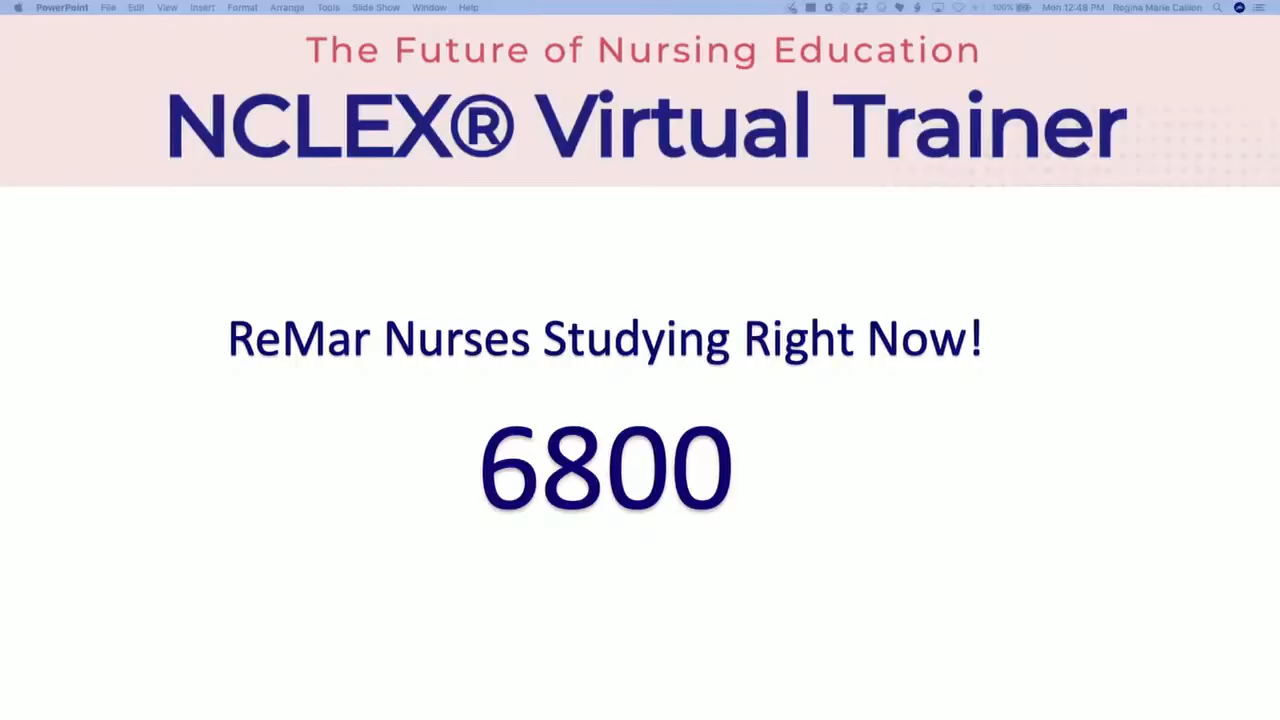 PowerPoint File Edit View Insert Format Arrange Tools Slide Show Window Help 100% Mon 12:48 PM Regina Marie Callion
The Future of Nursing Education
NCLEX® Virtual Trainer
ReMar Nurses Studying Right Now!
6800